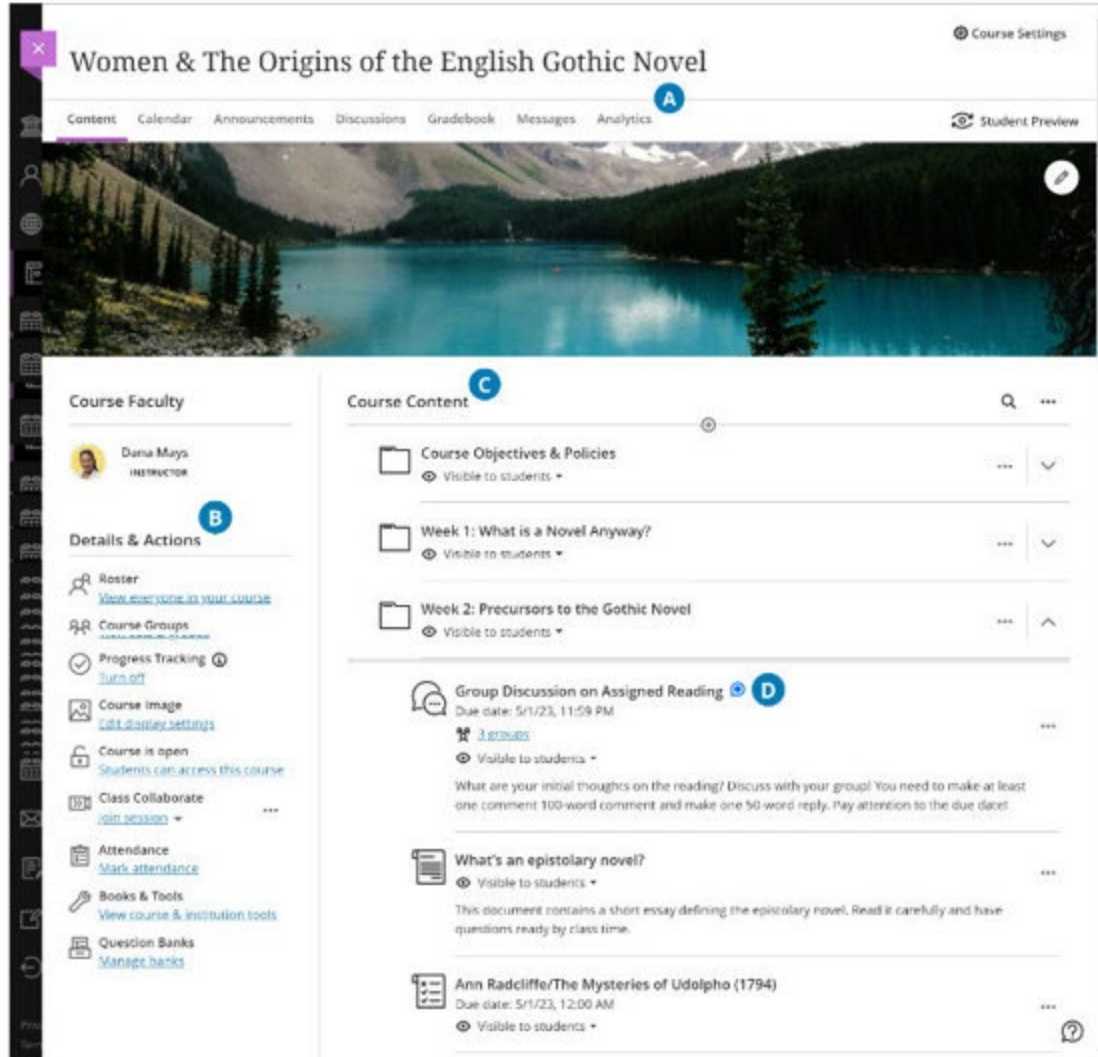 Course Settings
Women & The Origins of the English Gothic Novel
A
Content Calendar Announcements Discussions Gradebook Messages Analytics
Student Preview
Course Faculty
Dana Mays
INSTRUCTOR
B
Details & Actions
Roster
View everyone in your course
Course Groups
Progress Tracking
Turn off
Course Image
Edit display settings
Course is open
Students can access this course
Class Collaborate
Join session
Attendance
Mark attendance
Books & Tools
View course & institution tools
Question Banks
Manage banks
C
Course Content
Course Objectives & Policies
Visible to students
Week 1: What is a Novel Anyway?
Visible to students
Week 2: Precursors to the Gothic Novel
Visible to students
Group Discussion on Assigned Reading D
Due date: 5/1/23, 11:59 PM
3 groups
Visible to students
What are your initial thoughts on the reading? Discuss with your group! You need to make at least
one comment 100-word comment and make one 50-word reply. Pay attention to the due date!
What's an epistolary novel?
Visible to students
This document contains a short essay defining the epistolary novel. Read it carefully and have
questions ready by class time.
Ann Radcliffe/The Mysteries of Udolpho (1794)
Due date: 5/1/23, 12:00 AM
Visible to students